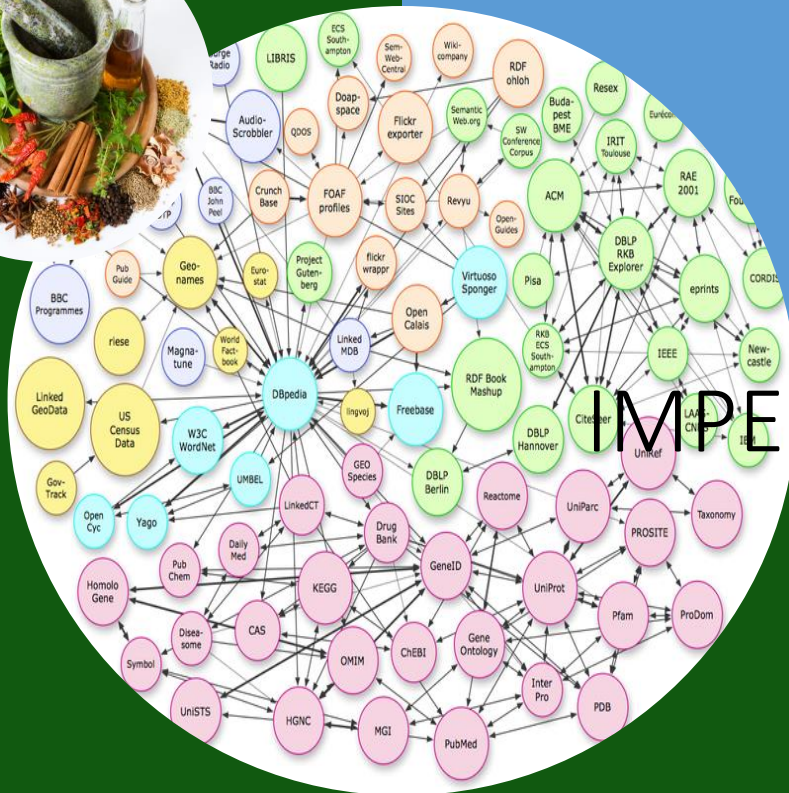 ECS
South-
ampton
LIBRIS
Sem-
Web-
Central
Wiki-
company
RDF
ohloh
Radio
Doap-
space
Resex
Audio-
Scrobbler
QDOS
Flickr
exporter
Semantic
Web.org
SW
Conference
Corpus
Buda-
pest
BME
IRIT
Toulouse
RAE
2001
ACM
BBC
John
Peel
Crunch
Base
FOAF
profiles
SIOC
Sites
Revyu
Open-
Guides
DBLP
RKB
Explorer
Pub
Guide
Geo-
names
Euro-
stat
Project
Guten-
berg
flickr
wrappr
Virtuoso
Sponger
Pisa
eprints
CORDIS
BBC
Programmes
riese
Magna-
tune
World
Fact-
book
Linked
MDB
Open
Calais
RKB
ECS
South-
ampton
IEEE
New-
castle
Linked
GeoData
US
Census
Data
W3C
WordNet
DBpedia
lingvoj
Freebase
RDF Book
Mashup
CiteSeer
LAAS-
CNRS
IBM
IMPE
DBLP
Hannover
UniRef
Gov-
Track
Open
Cyc
Yago
UMBEL
LinkedCT
GEO
Species
DBLP
Berlin
Reactome
UniParc
Taxonomy
Daily
Med
Drug
Bank
PROSITE
Pub
Chem
Homolo
Gene
KEGG
GeneID
UniProt
Pfam
ProDom
Disea-
some
CAS
OMIM
ChEBI
Gene
Ontology
Symbol
Inter
Pro
UniSTS
HGNC
MGI
PubMed
PDB